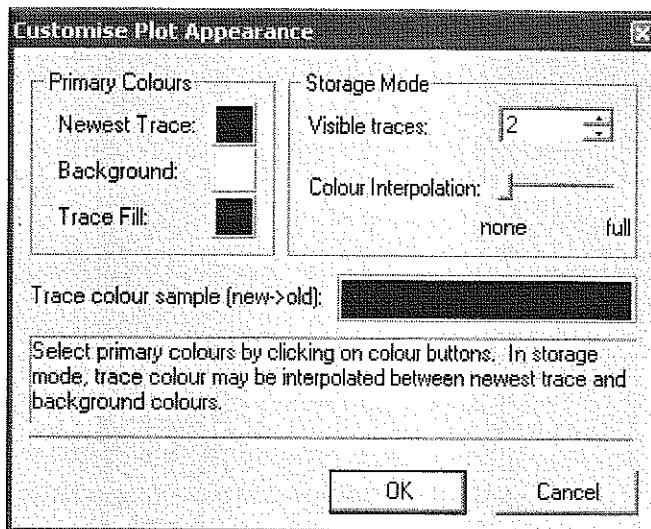 Customise Plot Appearance
Primary Colours
Newest Trace:
Background:
Trace Fill:
Storage Mode
Visible traces: 2
Colour Interpolation:
none full
Trace colour sample (new->old):
Select primary colours by clicking on colour buttons. In storage
mode, trace colour may be interpolated between newest trace and
background colours.
OK Cancel